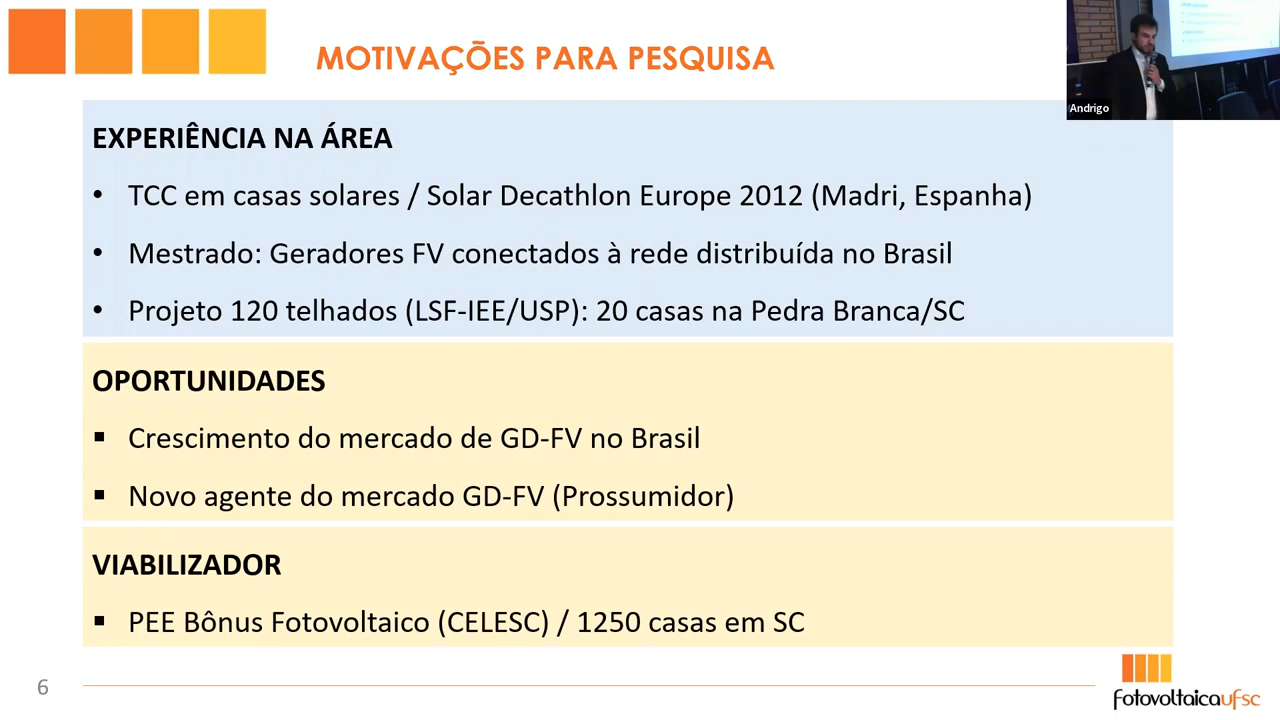 MOTIVAÇÕES PARA PESQUISA
Andrigo
EXPERIÊNCIA NA ÁREA
• TCC em casas solares / Solar Decathlon Europe 2012 (Madri, Espanha)
• Mestrado: Geradores FV conectados à rede distribuída no Brasil
• Projeto 120 telhados (LSF-IEE/USP): 20 casas na Pedra Branca/SC
OPORTUNIDADES
▪ Crescimento do mercado de GD-FV no Brasil
▪ Novo agente do mercado GD-FV (Prossumidor)
VIABILIZADOR
▪ PEE Bônus Fotovoltaico (CELESC) / 1250 casas em SC
6
fotovoltaicaufsc